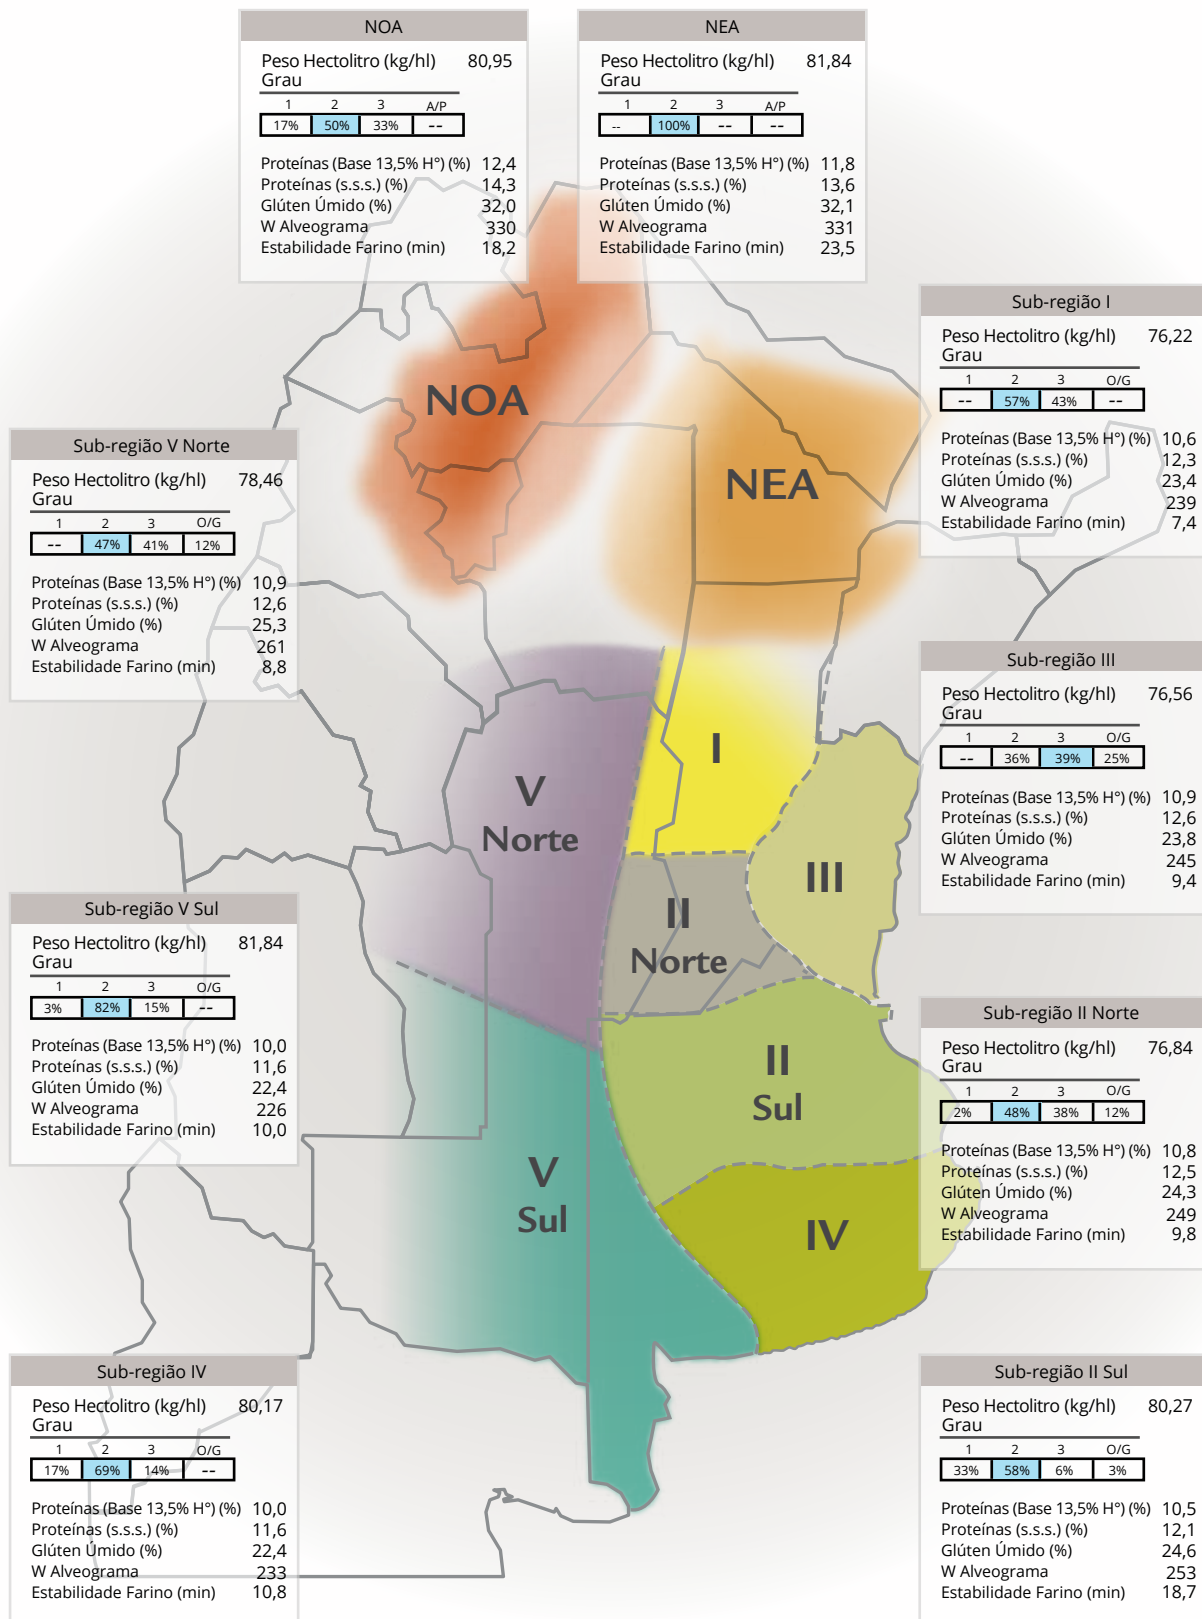 NOA
Peso Hectolitro (kg/hl) 80,95
Grau
1 2 3 A/P
17% 50% 33% --
Proteínas (Base 13,5% H°) (%) 12,4
Proteínas (s.s.s.) (%) 14,3
Glúten Úmido (%) 32,0
W Alveograma 330
Estabilidade Farino (min) 18,2
NEA
Peso Hectolitro (kg/hl) 81,84
Grau
1 2 3 A/P
-- 100% -- --
Proteínas (Base 13,5% H°) (%) 11,8
Proteínas (s.s.s.) (%) 13,6
Glúten Úmido (%) 32,1
W Alveograma 331
Estabilidade Farino (min) 23,5
Sub-região I
Peso Hectolitro (kg/hl) 76,22
Grau
1 2 3 O/G
-- 57% 43% --
Proteínas (Base 13,5% H°) (%) 10,6
Proteínas (s.s.s.) (%) 12,3
Glúten Úmido (%) 23,4
W Alveograma 239
Estabilidade Farino (min) 7,4
NOA
NEA
Sub-região V Norte
Peso Hectolitro (kg/hl) 78,46
Grau
1 2 3 O/G
-- 47% 41% 12%
Proteínas (Base 13,5% H°) (%) 10,9
Proteínas (s.s.s.) (%) 12,6
Glúten Úmido (%) 25,3
W Alveograma 261
Estabilidade Farino (min) 8,8
Sub-região III
Peso Hectolitro (kg/hl) 76,56
Grau
1 2 3 O/G
-- 36% 39% 25%
Proteínas (Base 13,5% H°) (%) 10,9
Proteínas (s.s.s.) (%) 12,6
Glúten Úmido (%) 23,8
W Alveograma 245
Estabilidade Farino (min) 9,4
I
V
Norte
III
II
Norte
Sub-região V Sul
Peso Hectolitro (kg/hl) 81,84
Grau
1 2 3 O/G
3% 82% 15% --
Proteínas (Base 13,5% H°) (%) 10,0
Proteínas (s.s.s.) (%) 11,6
Glúten Úmido (%) 22,4
W Alveograma 226
Estabilidade Farino (min) 10,0
Sub-região II Norte
Peso Hectolitro (kg/hl) 76,84
Grau
1 2 3 O/G
2% 48% 38% 12%
Proteínas (Base 13,5% H°) (%) 10,8
Proteínas (s.s.s.) (%) 12,5
Glúten Úmido (%) 24,3
W Alveograma 249
Estabilidade Farino (min) 9,8
II
Sul
V
Sul
IV
Sub-região IV
Peso Hectolitro (kg/hl) 80,17
Grau
1 2 3 O/G
17% 69% 14% --
Proteínas (Base 13,5% H°) (%) 10,0
Proteínas (s.s.s.) (%) 11,6
Glúten Úmido (%) 22,4
W Alveograma 233
Estabilidade Farino (min) 10,8
Sub-região II Sul
Peso Hectolitro (kg/hl) 80,27
Grau
1 2 3 O/G
33% 58% 6% 3%
Proteínas (Base 13,5% H°) (%) 10,5
Proteínas (s.s.s.) (%) 12,1
Glúten Úmido (%) 24,6
W Alveograma 253
Estabilidade Farino (min) 18,7